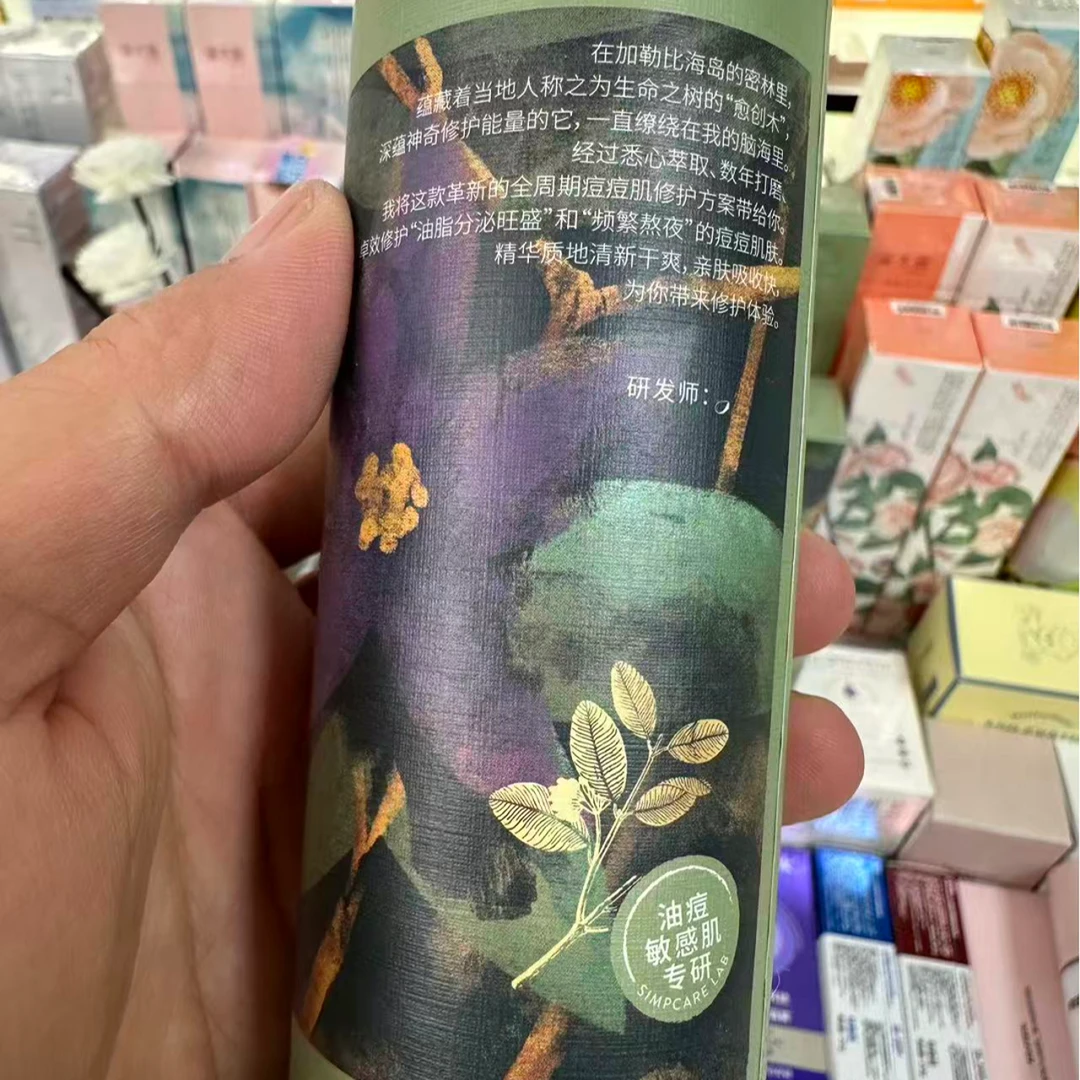 在加勒比海岛的密林里,
蕴藏着当地人称之为生命之树的“愈创木”,
深蕴神奇修护能量的它，一直缭绕在我的脑海里。
经过悉心萃取、数年打磨,
我将这款革新的全周期痘痘肌修护方案带给你。
卓效修护“油脂分泌旺盛”和“频繁熬夜”的痘痘肌肤。
精华质地清新干爽，亲肤吸收快,
为你带来修护体验。
研发师：
油痘
敏感肌
专研
SIMPCARE LAB